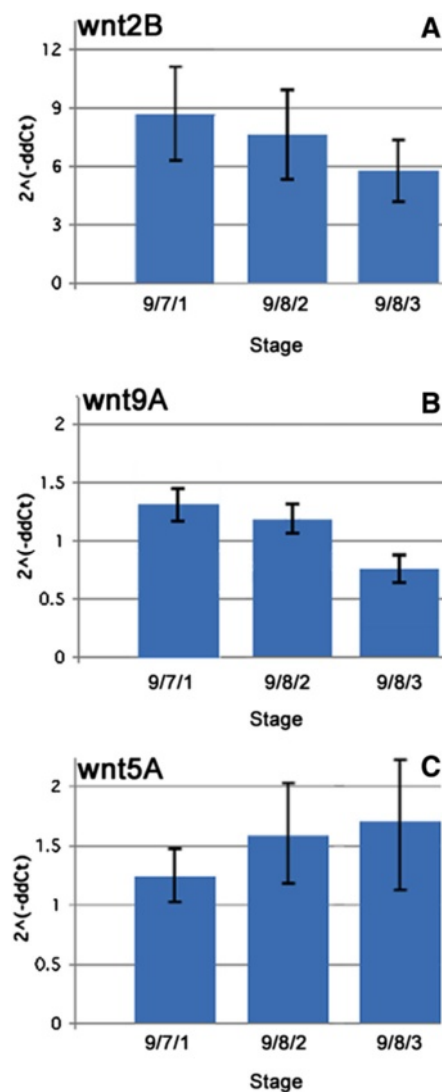 wnt2B A
12
9
6
3
0
2^(-ddCt)
9/7/1 9/8/2 9/8/3
Stage
wnt9A B
2
1.5
1
0.5
0
2^(-ddCt)
9/7/1 9/8/2 9/8/3
Stage
wnt5A C
2
1.5
1
0.5
0
2^(-ddCt)
9/7/1 9/8/2 9/8/3
Stage